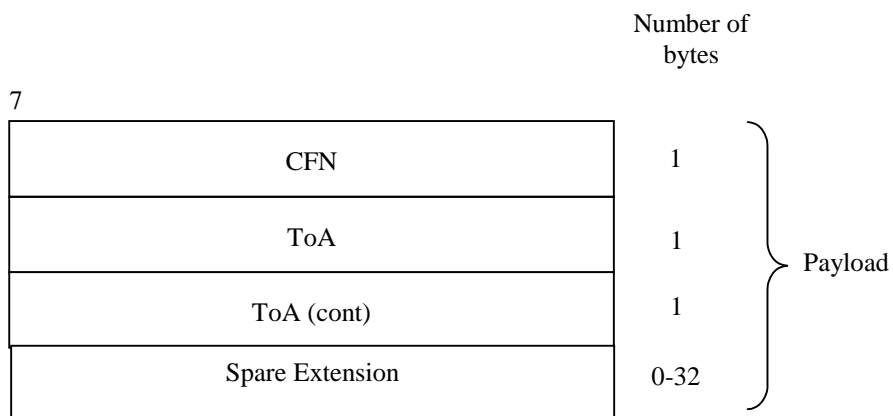 Number of
bytes
7
CFN 1
ToA 1
Payload
ToA (cont) 1
Spare Extension 0-32